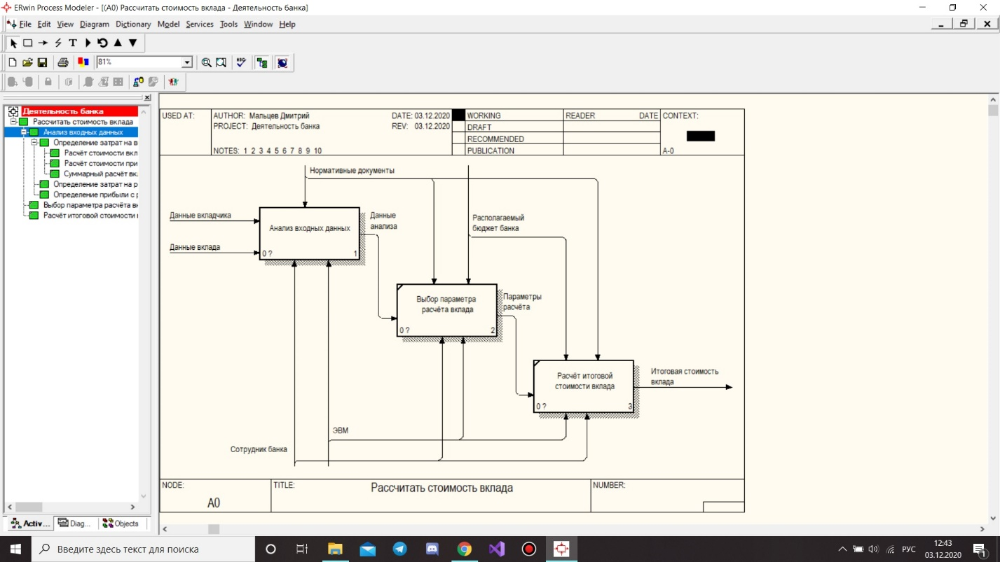 ERwin Process Modeler - [(A0) Рассчитать стоимость вклада - Деятельность банка]
File Edit View Diagram Dictionary Model Services Tools Window Help
81%
Деятельность банка
Рассчитать стоимость вклада
Анализ входных данных
Определение затрат на в
Расчёт стоимости вкл
Расчёт стоимости при
Суммарный расчёт вк
Определение затрат на р
Определение прибыли с р
Выбор параметра расчёта в
Расчёт итоговой стоимости
Activ... Diag... Objects
USED AT:
AUTHOR: Мальцев Дмитрий
DATE: 03.12.2020
PROJECT: Деятельность банка
REV: 03.12.2020
NOTES: 1 2 3 4 5 6 7 8 9 10
WORKING
DRAFT
RECOMMENDED
PUBLICATION
READER
DATE
CONTEXT:
A-0
Нормативные документы
Данные вкладчика
Данные вклада
Анализ входных данных
0 ? 1
Данные
анализа
Располагаемый
бюджет банка
Выбор параметра
расчёта вклада
0 ? 2
Параметры
расчёта
Расчёт итоговой
стоимости вклада
0 ? 3
Итоговая стоимость
вклада
ЭВМ
Сотрудник банка
NODE:
A0
TITLE:
Рассчитать стоимость вклада
NUMBER:
Введите здесь текст для поиска
РУС
12:43
03.12.2020
1